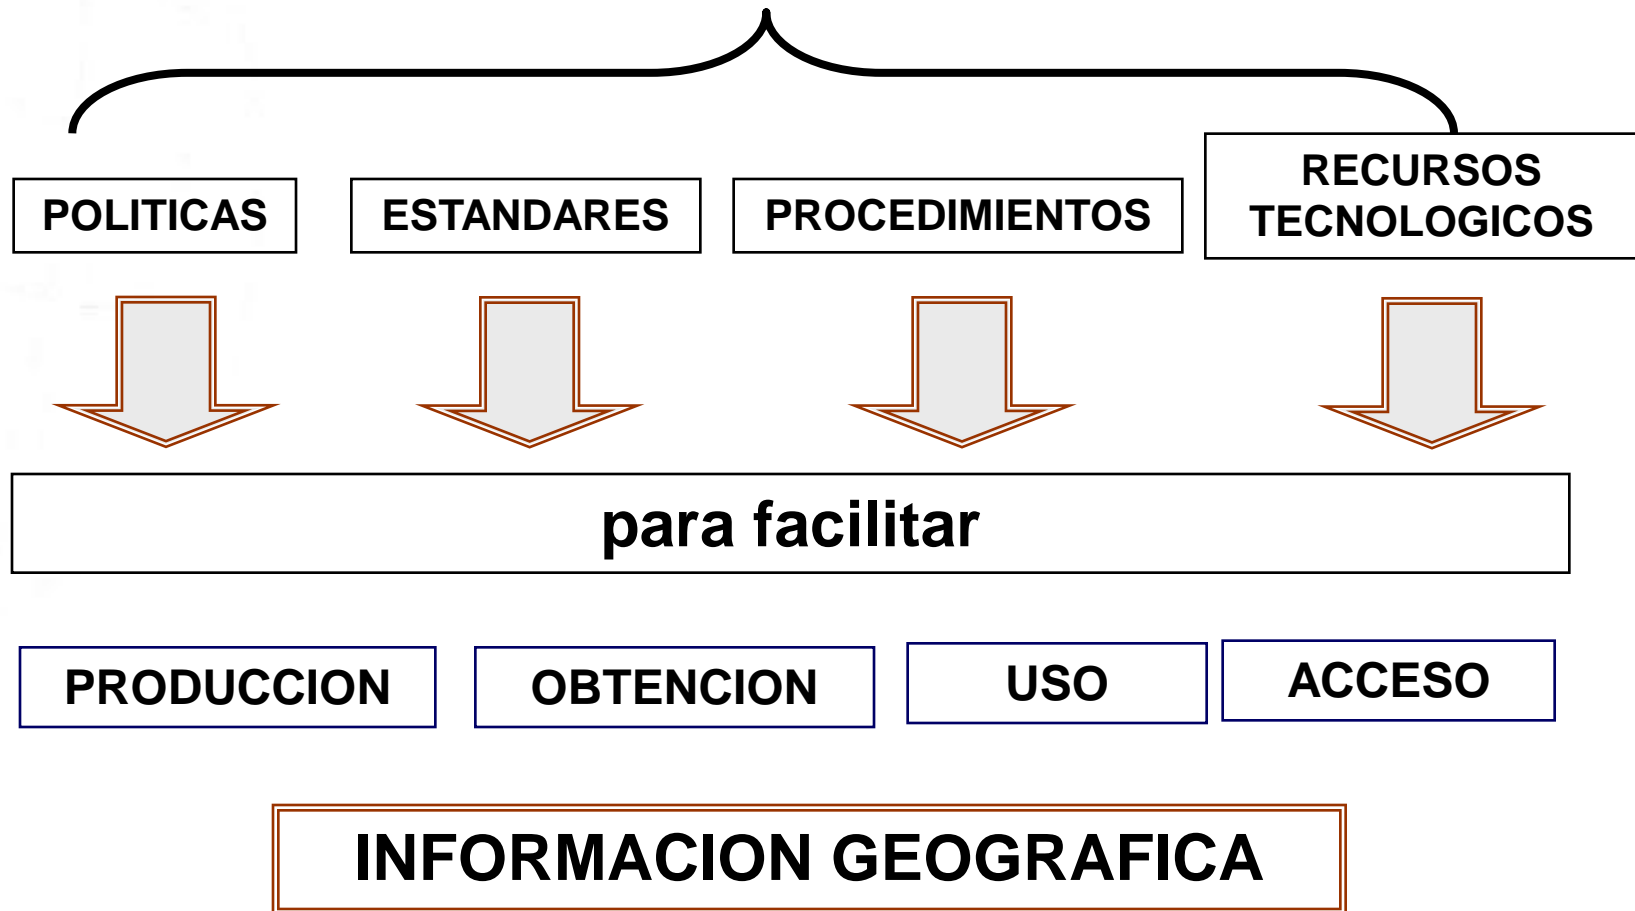 POLITICAS
ESTANDARES
PROCEDIMIENTOS
RECURSOS
TECNOLOGICOS
para facilitar
PRODUCCION
OBTENCION
USO
ACCESO
INFORMACION GEOGRAFICA